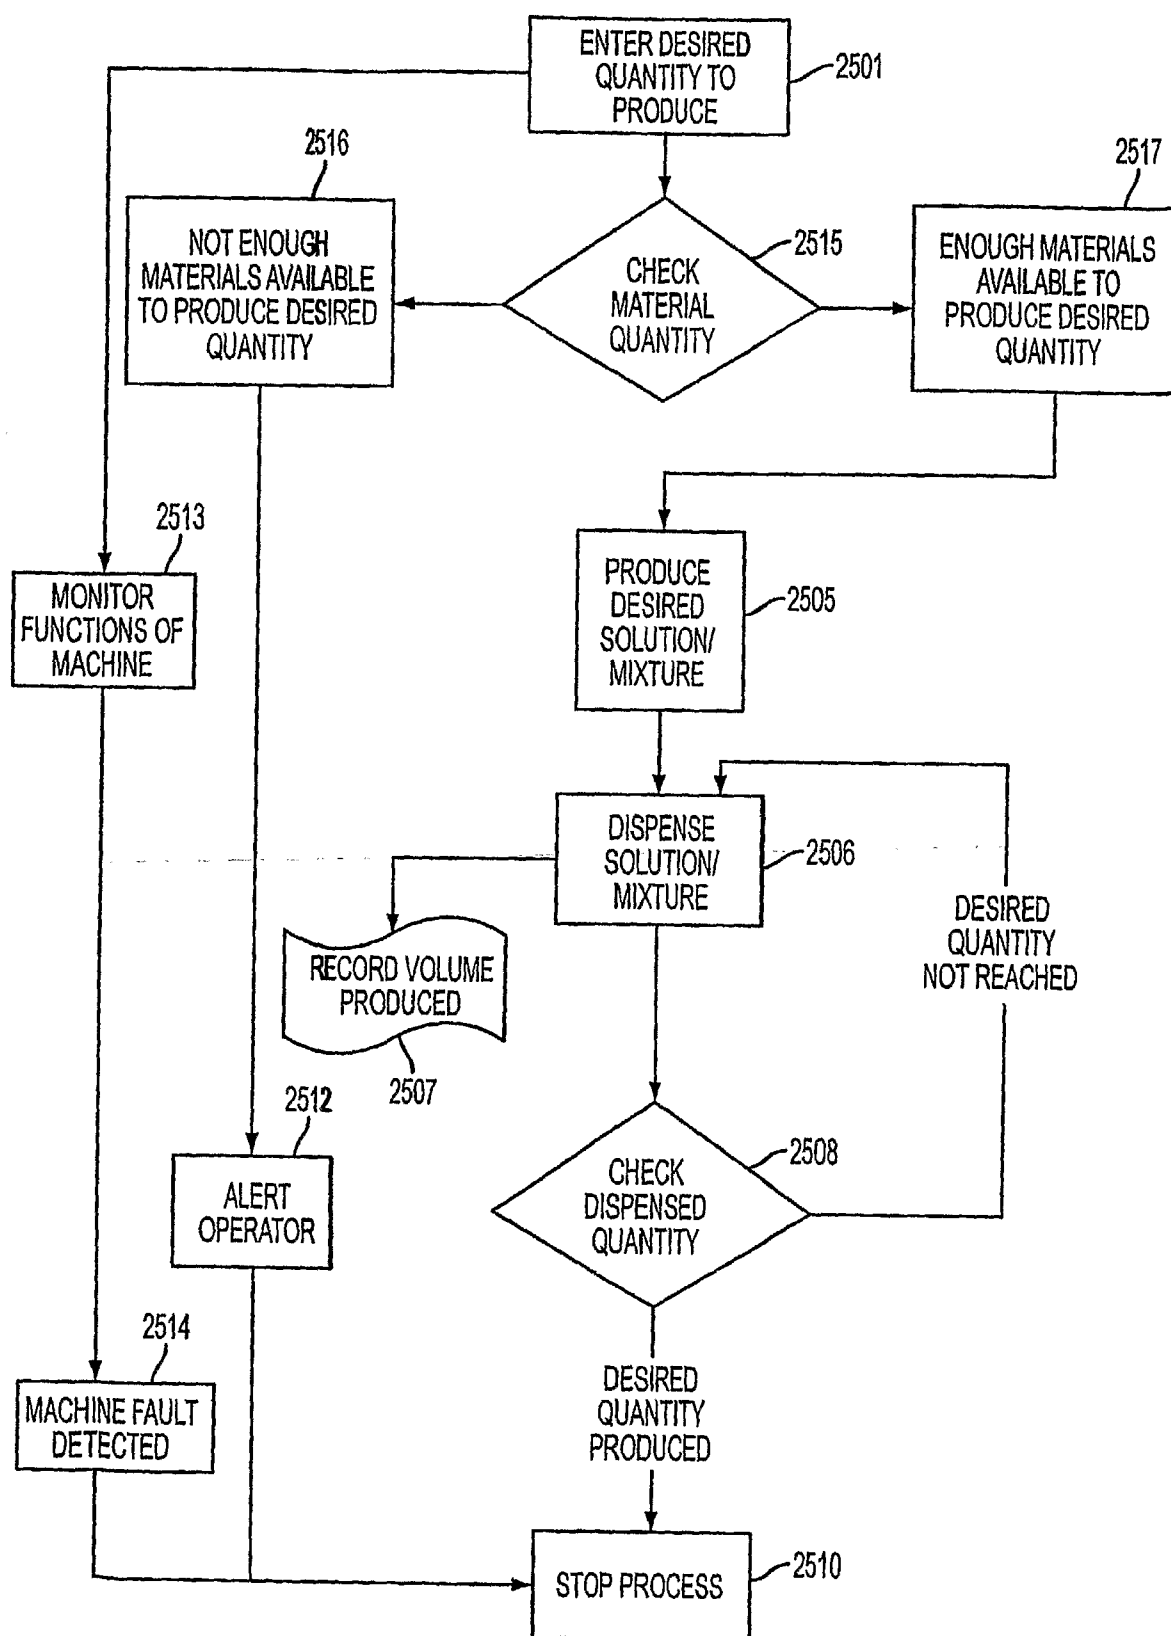 ENTER DESIRED
QUANTITY TO
PRODUCE
2501
2516
2517
NOT ENOUGH
MATERIALS AVAILABLE
TO PRODUCE DESIRED
QUANTITY
2515
CHECK
MATERIAL
QUANTITY
ENOUGH MATERIALS
AVAILABLE TO
PRODUCE DESIRED
QUANTITY
2513
MONITOR
FUNCTIONS OF
MACHINE
PRODUCE
DESIRED
SOLUTION/
MIXTURE
2505
DISPENSE
SOLUTION/
MIXTURE
2506
DESIRED
QUANTITY
NOT REACHED
RECORD VOLUME
PRODUCED
2507
2512
ALERT
OPERATOR
2508
CHECK
DISPENSED
QUANTITY
2514
MACHINE FAULT
DETECTED
DESIRED
QUANTITY
PRODUCED
STOP PROCESS
2510